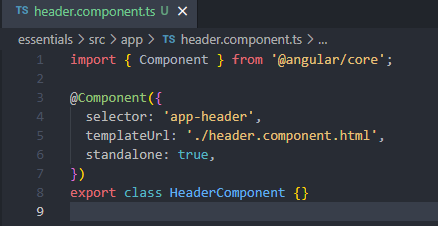 TS header.component.ts U ×
essentials > src > app > TS header.component.ts > ...
1 import { Component } from '@angular/core';
2
3 @Component({
4   selector: 'app-header',
5   templateUrl: './header.component.html',
6   standalone: true,
7 })
8 export class HeaderComponent {}
9